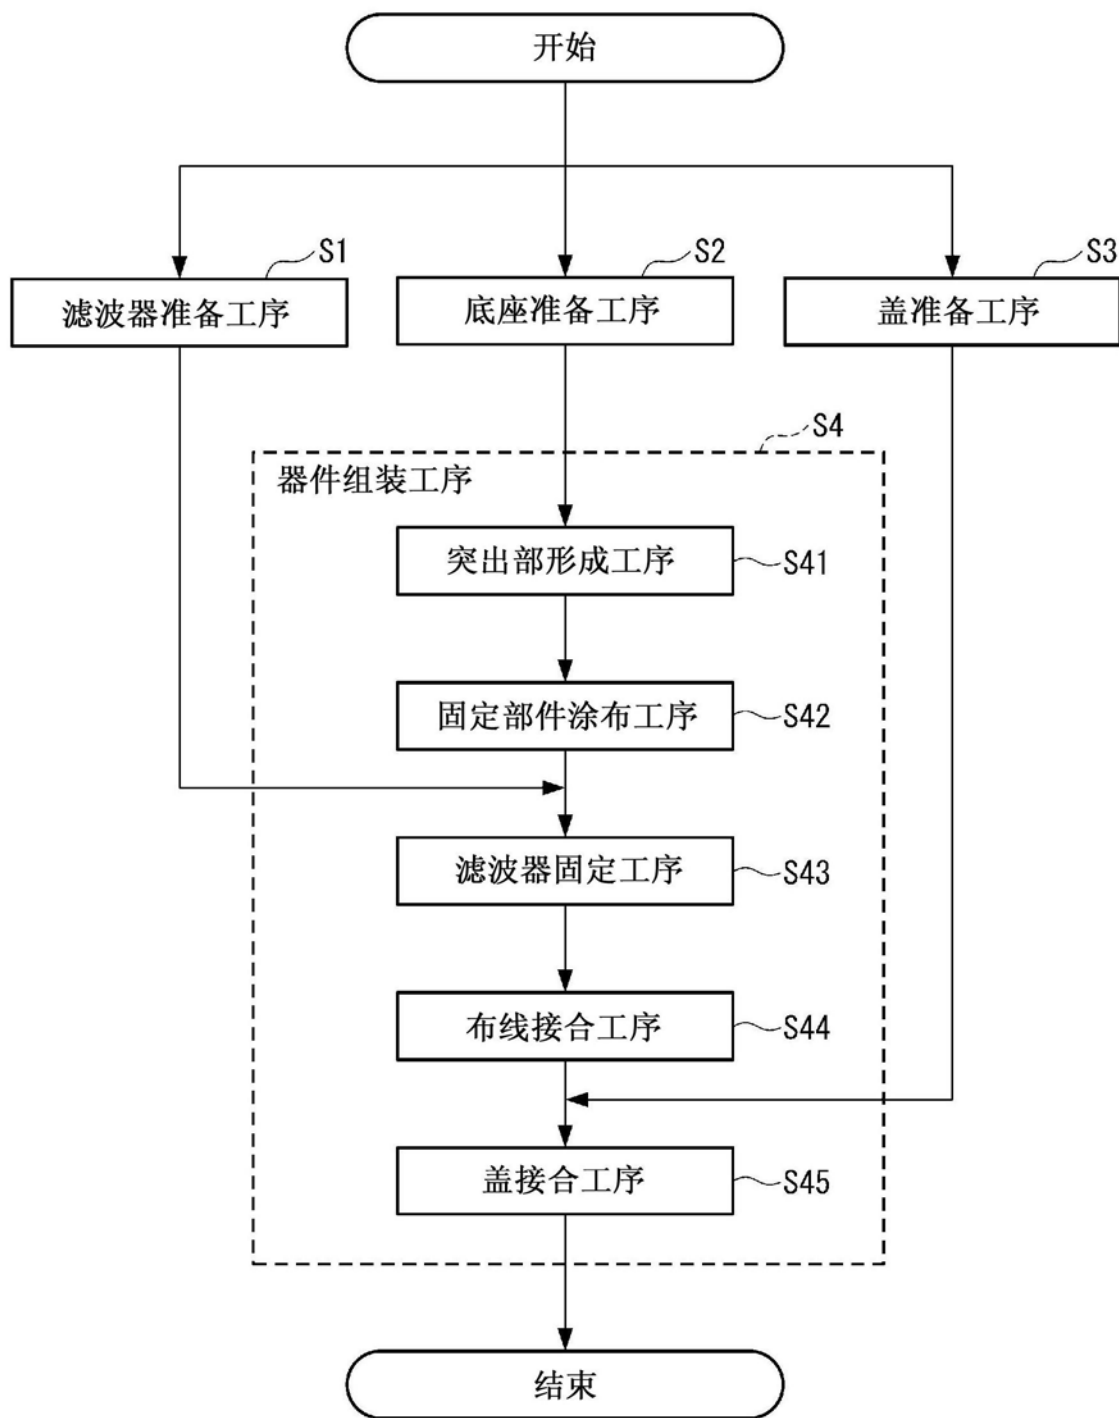 开始
S1
S2
S3
滤波器准备工序
底座准备工序
盖准备工序
S4
器件组装工序
突出部形成工序
S41
固定部件涂布工序
S42
滤波器固定工序
S43
布线接合工序
S44
盖接合工序
S45
结束